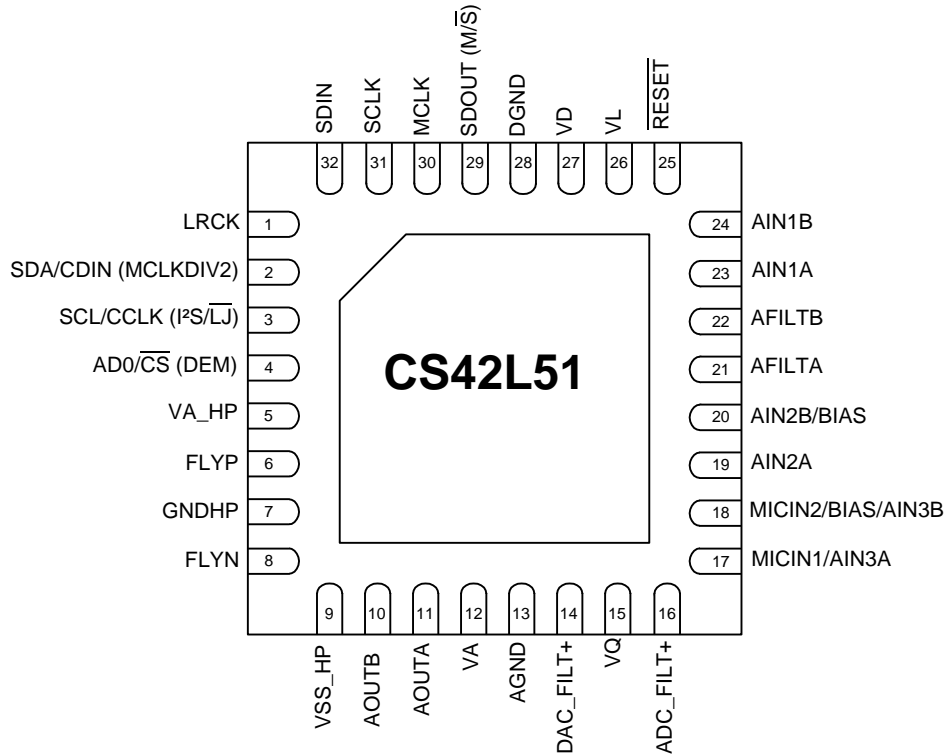 SDIN
SCLK
MCLK
SDOUT (M/S̅)
DGND
VD
VL
R̅E̅S̅E̅T̅
32
31
30
29
28
27
26
25
LRCK
1
SDA/CDIN (MCLKDIV2)
2
SCL/CCLK (I²S/L̅J̅)
3
AD0/C̅S̅ (DEM)
4
VA_HP
5
FLYP
6
GNDHP
7
FLYN
8
CS42L51
24
AIN1B
23
AIN1A
22
AFILTB
21
AFILTA
20
AIN2B/BIAS
19
AIN2A
18
MICIN2/BIAS/AIN3B
17
MICIN1/AIN3A
9
10
11
12
13
14
15
16
VSS_HP
AOUTB
AOUTA
VA
AGND
DAC_FILT+
VQ
ADC_FILT+